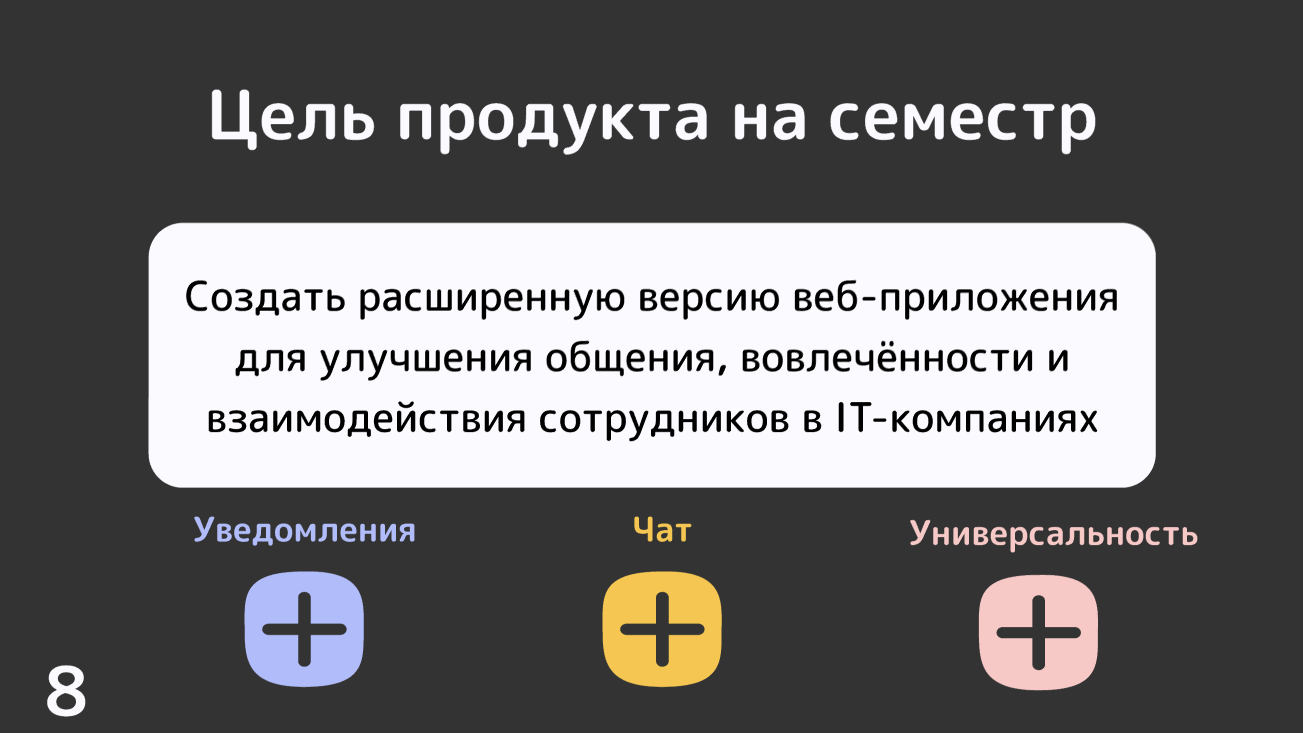 Цель продукта на семестр
Создать расширенную версию веб-приложения
для улучшения общения, вовлечённости и
взаимодействия сотрудников в IT-компаниях
Уведомления
Чат
Универсальность
8